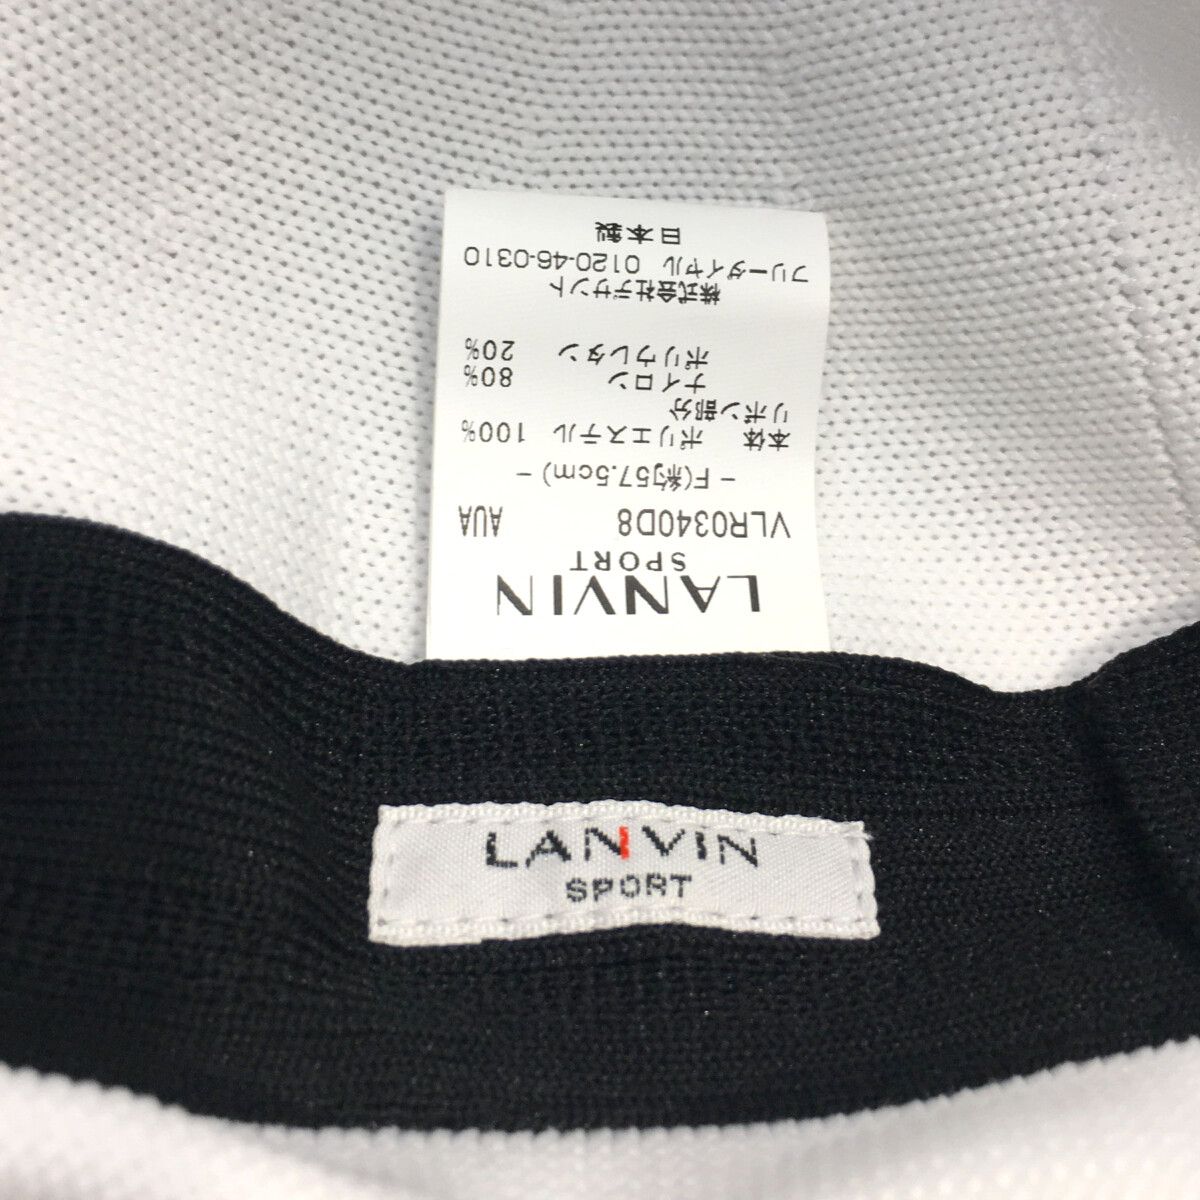 LANVIN
SPORT
VLR0340D8 AUA
- F(約57.5cm) -
本体 ポリエステル 100%
リボン部分
ナイロン 80%
ポリウレタン 20%
株式会社デサント
フリーダイヤル 0120-46-0310
日本製
LANVIN
SPORT